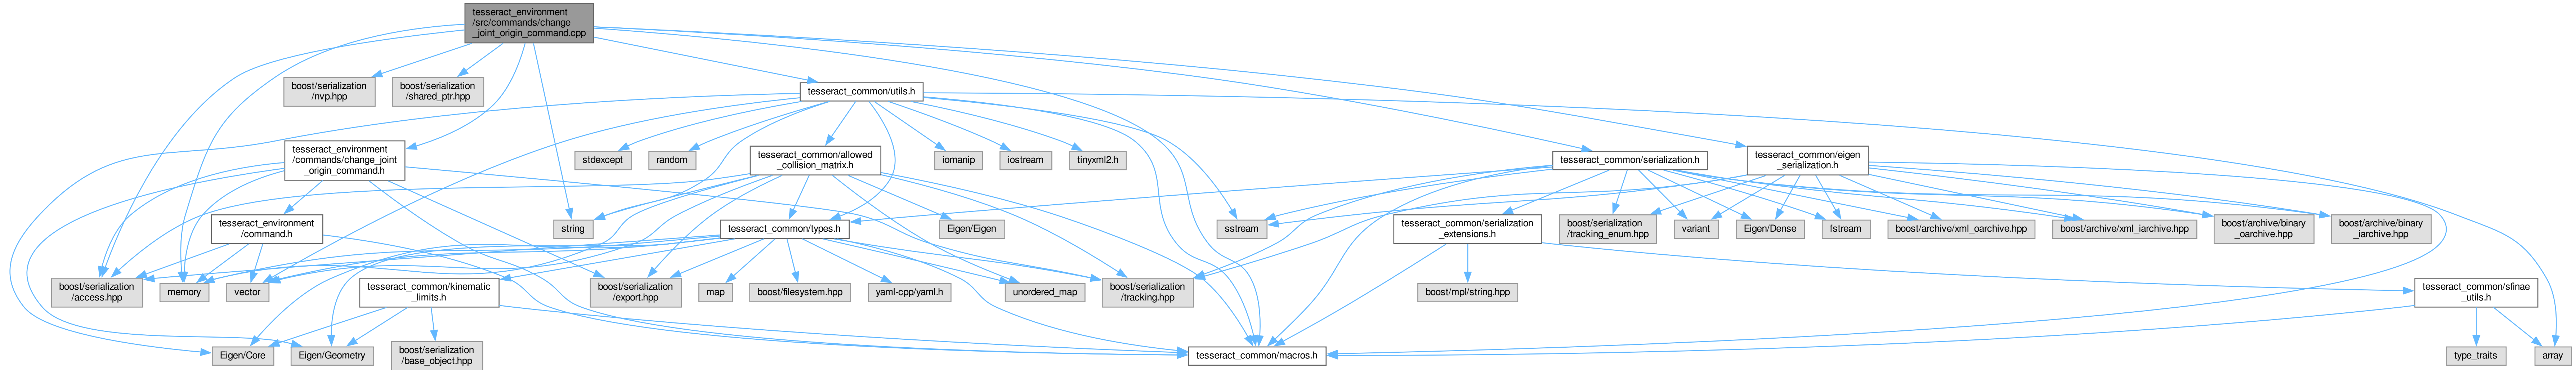 tesseract_environment
/src/commands/change
_joint_origin_command.cpp
boost/serialization
/nvp.hpp
boost/serialization
/shared_ptr.hpp
tesseract_common/utils.h
tesseract_environment
/commands/change_joint
_origin_command.h
stdexcept
random
tesseract_common/allowed
_collision_matrix.h
iomanip
iostream
tinyxml2.h
tesseract_common/serialization.h
tesseract_common/eigen
_serialization.h
tesseract_environment
/command.h
string
tesseract_common/types.h
Eigen/Eigen
sstream
tesseract_common/serialization
_extensions.h
boost/serialization
/tracking_enum.hpp
variant
Eigen/Dense
fstream
boost/archive/xml_oarchive.hpp
boost/archive/xml_iarchive.hpp
boost/archive/binary
_oarchive.hpp
boost/archive/binary
_iarchive.hpp
boost/serialization
/access.hpp
memory
vector
tesseract_common/kinematic
_limits.h
boost/serialization
/export.hpp
map
boost/filesystem.hpp
yaml-cpp/yaml.h
unordered_map
boost/serialization
/tracking.hpp
boost/mpl/string.hpp
tesseract_common/sfinae
_utils.h
Eigen/Core
Eigen/Geometry
boost/serialization
/base_object.hpp
tesseract_common/macros.h
type_traits
array